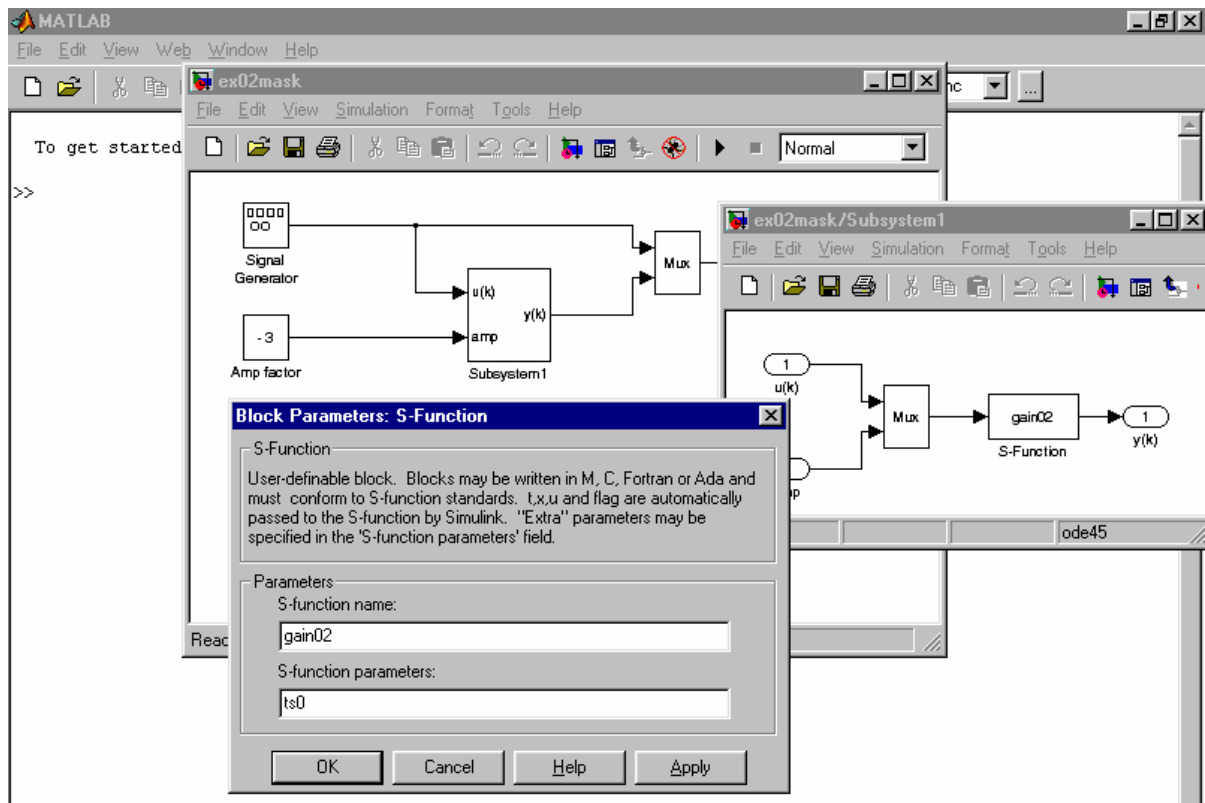 MATLAB
File Edit View Web Window Help
nc ...
To get started
>>
ex02mask
File Edit View Simulation Format Tools Help
Normal
Signal
Generator
u(k)
y(k)
amp
Subsystem1
- 3
Amp factor
Mux
Ready
ex02mask/Subsystem1
File Edit View Simulation Format Tools Help
1
u(k)
Mux
gain02
S-Function
1
y(k)
ode45
Block Parameters: S-Function
S-Function
User-definable block. Blocks may be written in M, C, Fortran or Ada and
must conform to S-function standards. t,x,u and flag are automatically
passed to the S-function by Simulink. "Extra" parameters may be
specified in the 'S-function parameters' field.
Parameters
S-function name:
gain02
S-function parameters:
ts0
OK Cancel Help Apply